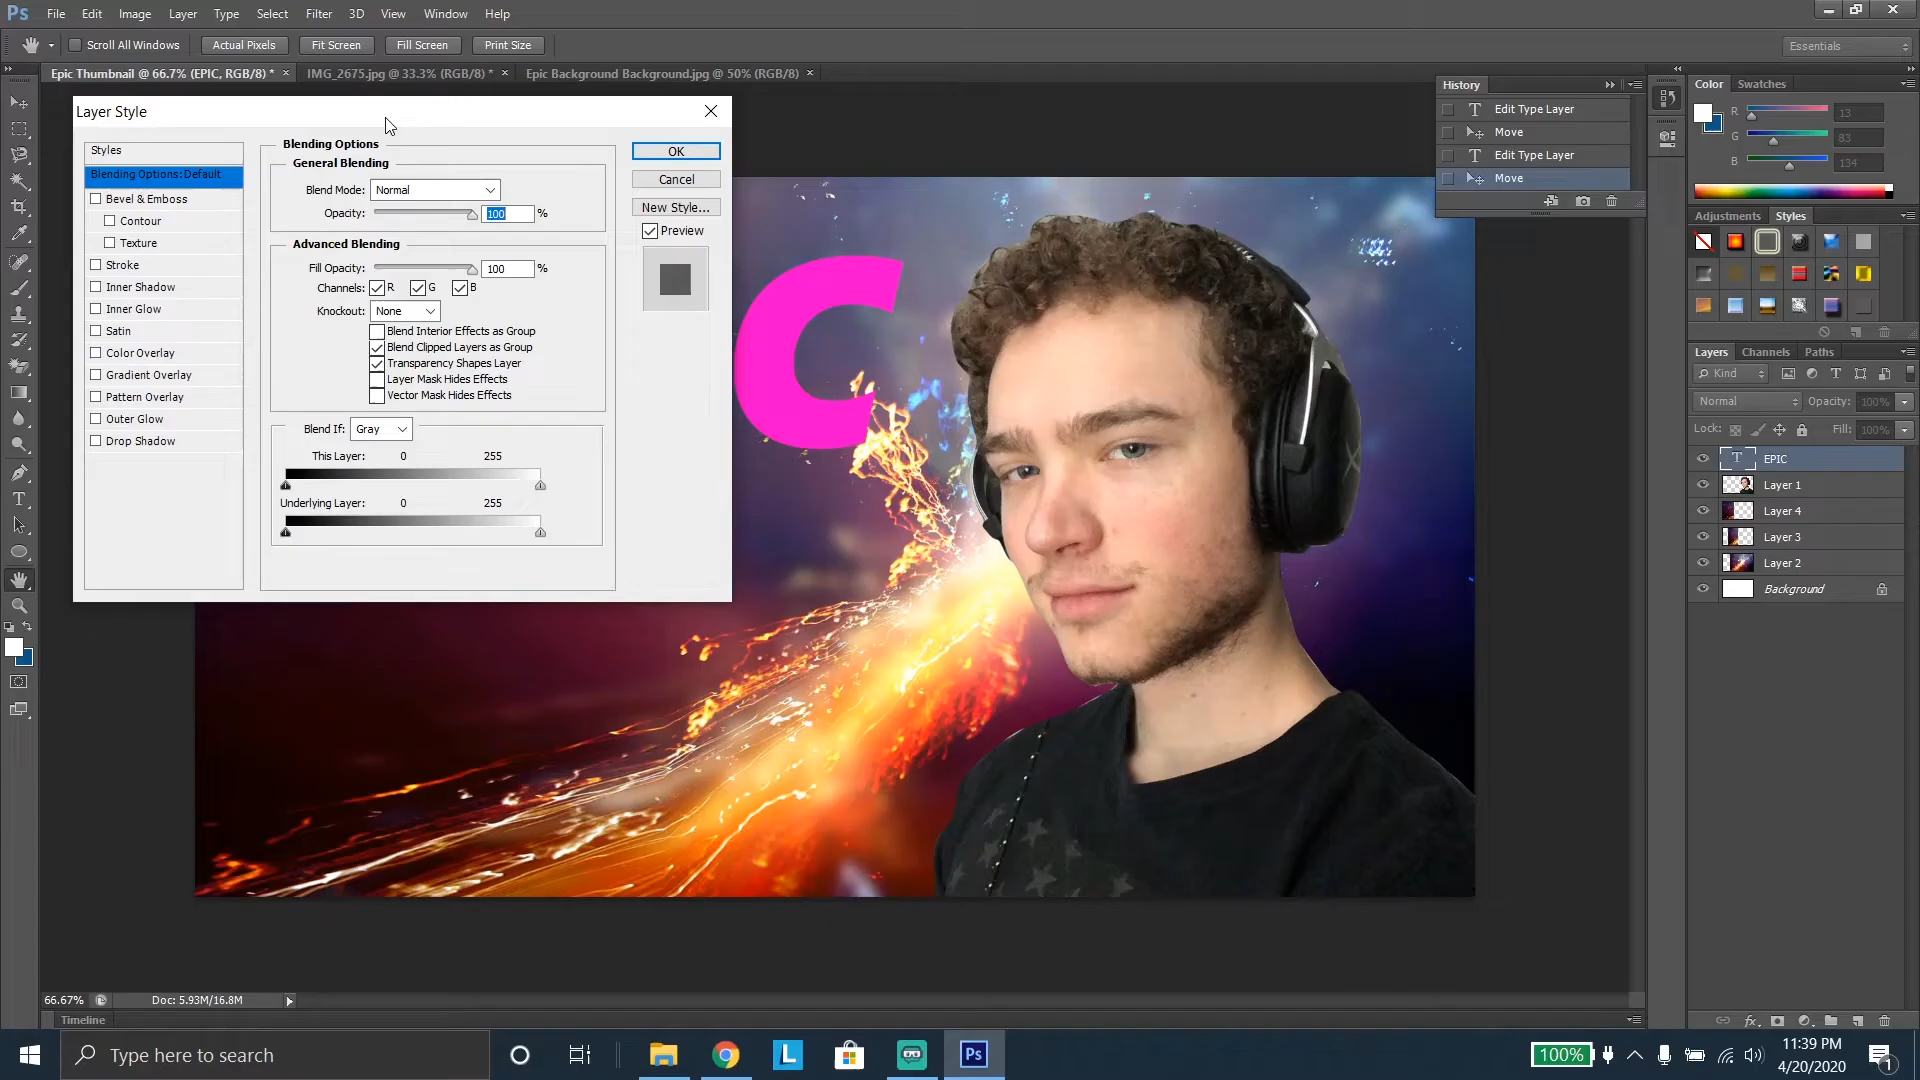 Ps File Edit Image Layer Type Select Filter 3D View Window Help
Scroll All Windows Actual Pixels Fit Screen Fill Screen Print Size Essentials
Epic Thumbnail @ 66.7% (EPIC, RGB/8) * × IMG_2675.jpg @ 33.3% (RGB/8) * × Epic Background Background.jpg @ 50% (RGB/8) ×
Layer Style
Styles
Blending Options: Default
Bevel & Emboss
Contour
Texture
Stroke
Inner Shadow
Inner Glow
Satin
Color Overlay
Gradient Overlay
Pattern Overlay
Outer Glow
Drop Shadow
Blending Options
General Blending
Blend Mode: Normal
Opacity: 100 %
Advanced Blending
Fill Opacity: 100 %
Channels: R G B
Knockout: None
Blend Interior Effects as Group
Blend Clipped Layers as Group
Transparency Shapes Layer
Layer Mask Hides Effects
Vector Mask Hides Effects
Blend If: Gray
This Layer: 0 255
Underlying Layer: 0 255
OK
Cancel
New Style...
Preview
C
History
Edit Type Layer
Move
Edit Type Layer
Move
Color Swatches
R 13
G 83
B 134
Adjustments Styles
Layers Channels Paths
Kind
Normal Opacity: 100%
Lock: Fill: 100%
T EPIC
Layer 1
Layer 4
Layer 3
Layer 2
Background
66.67% Doc: 5.93M/16.8M
Timeline
Type here to search
L
Ps
100%
11:39 PM
4/20/2020
1